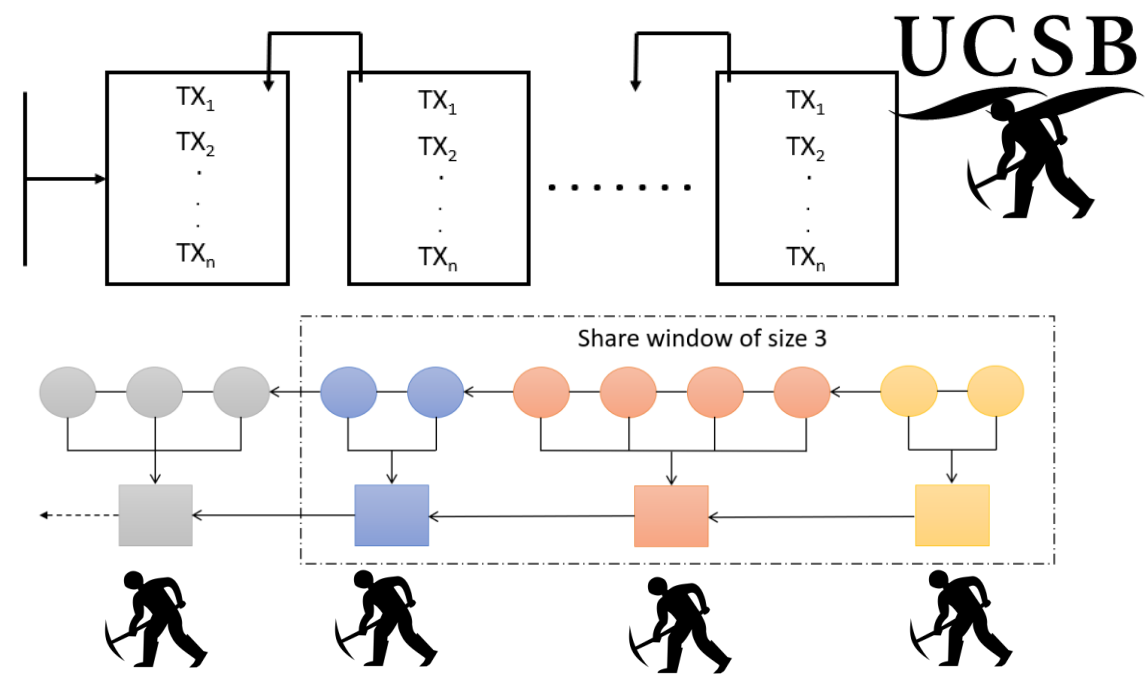 UCSB
TX₁
TX₂
TXₙ
TX₁
TX₂
TXₙ
TX₁
TX₂
TXₙ
Share window of size 3